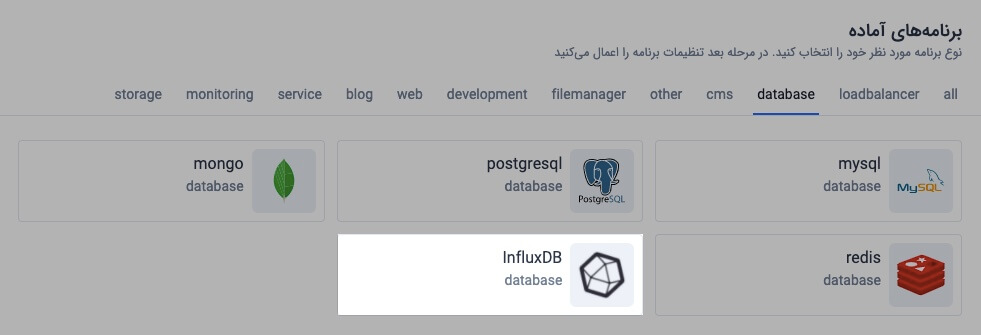 برنامه‌های آماده
نوع برنامه مورد نظر خود را انتخاب کنید. در مرحله بعد تنظیمات برنامه را اعمال می‌کنید
all
loadbalancer
database
cms
other
filemanager
development
web
blog
service
monitoring
storage
mysql
database
MySQL
postgresql
database
PostgreSQL
mongo
database
redis
database
InfluxDB
database